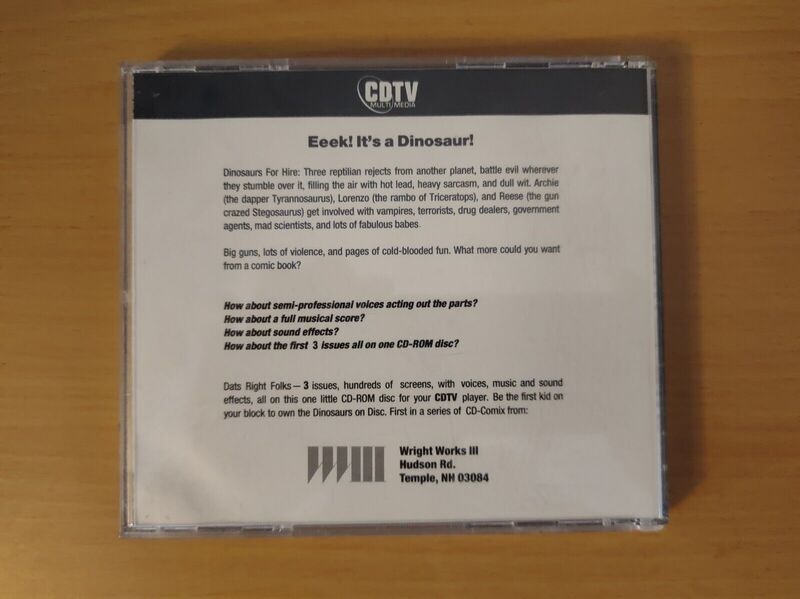 CDTV
MULTI MEDIA
Eeek! It's a Dinosaur!
Dinosaurs For Hire: Three reptilian rejects from another planet, battle evil wherever
they stumble over it, filling the air with hot lead, heavy sarcasm, and dull wit. Archie
(the dapper Tyrannosaurus), Lorenzo (the rambo of Triceratops), and Reese (the gun
crazed Stegosaurus) get involved with vampires, terrorists, drug dealers, government
agents, mad scientists, and lots of fabulous babes.
Big guns, lots of violence, and pages of cold-blooded fun. What more could you want
from a comic book?
How about semi-professional voices acting out the parts?
How about a full musical score?
How about sound effects?
How about the first 3 issues all on one CD-ROM disc?
Dats Right Folks — 3 issues, hundreds of screens, with voices, music and sound
effects, all on this one little CD-ROM disc for your CDTV player. Be the first kid on
your block to own the Dinosaurs on Disc. First in a series of CD-Comix from:
Wright Works III
Hudson Rd.
Temple, NH 03084